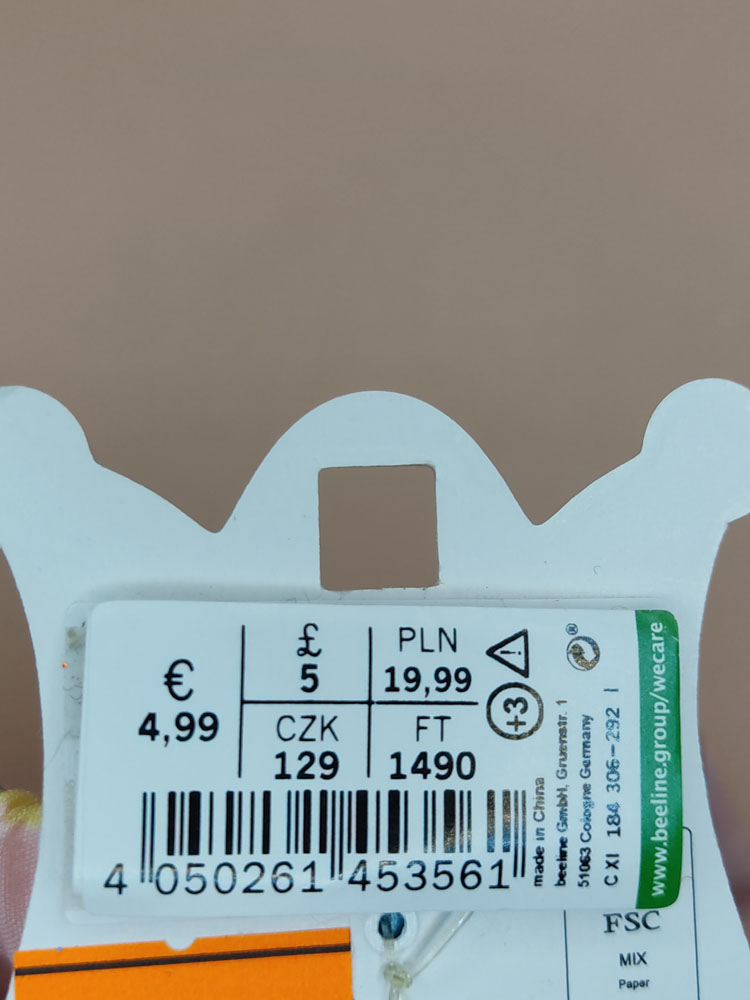 €
4,99
£
5
PLN
19,99
CZK
129
FT
1490
+3
4 050261 453561
made in China
beeline GmbH, Gruenstr. 1
51063 Cologne Germany
CXI 184 306-292 I
www.beeline.group/wecare
FSC
MIX
Paper